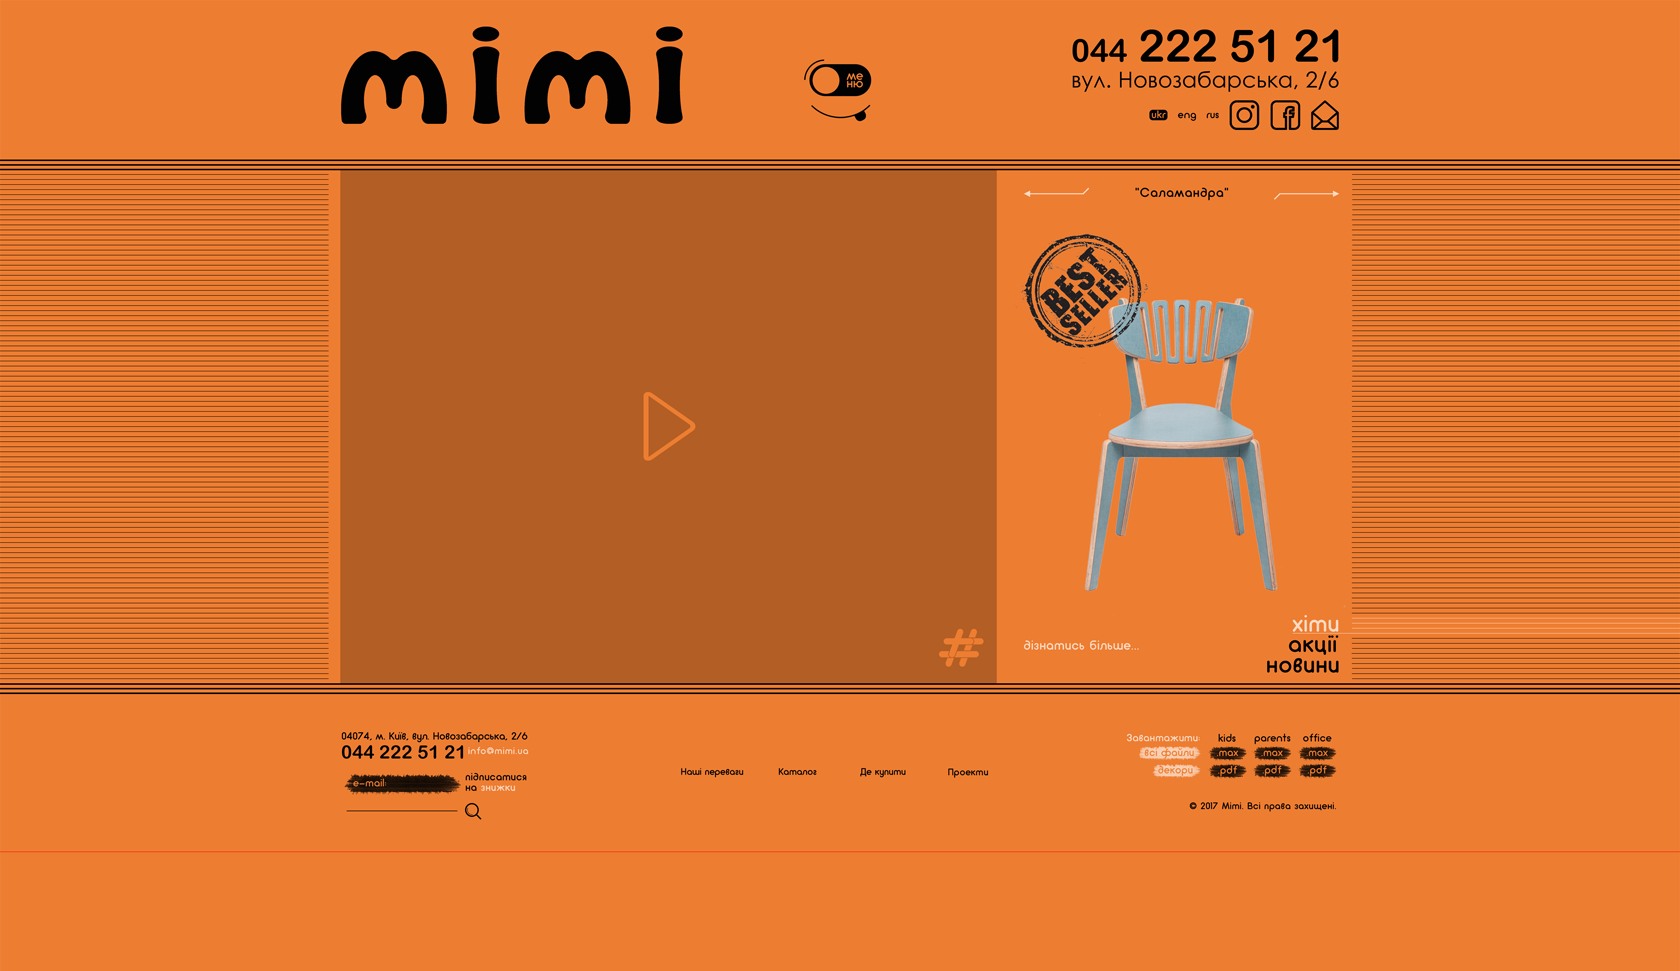 mimi
ме
ню
044 222 51 21
вул. Новозабарська, 2/6
ukr eng rus
"Саламандра"
BEST
SELLER
дізнатись більше...
хіти
акції
новини
04074, м. Київ, вул. Новозабарська, 2/6
044 222 51 21 info@mimi.ua
e-mail:
підписатися
на знижки
Наші переваги Каталог Де купити Проекти
Завантажити: kids parents office
всі файли .max .max .max
декори .pdf .pdf .pdf
© 2017 Mimi. Всі права захищені.